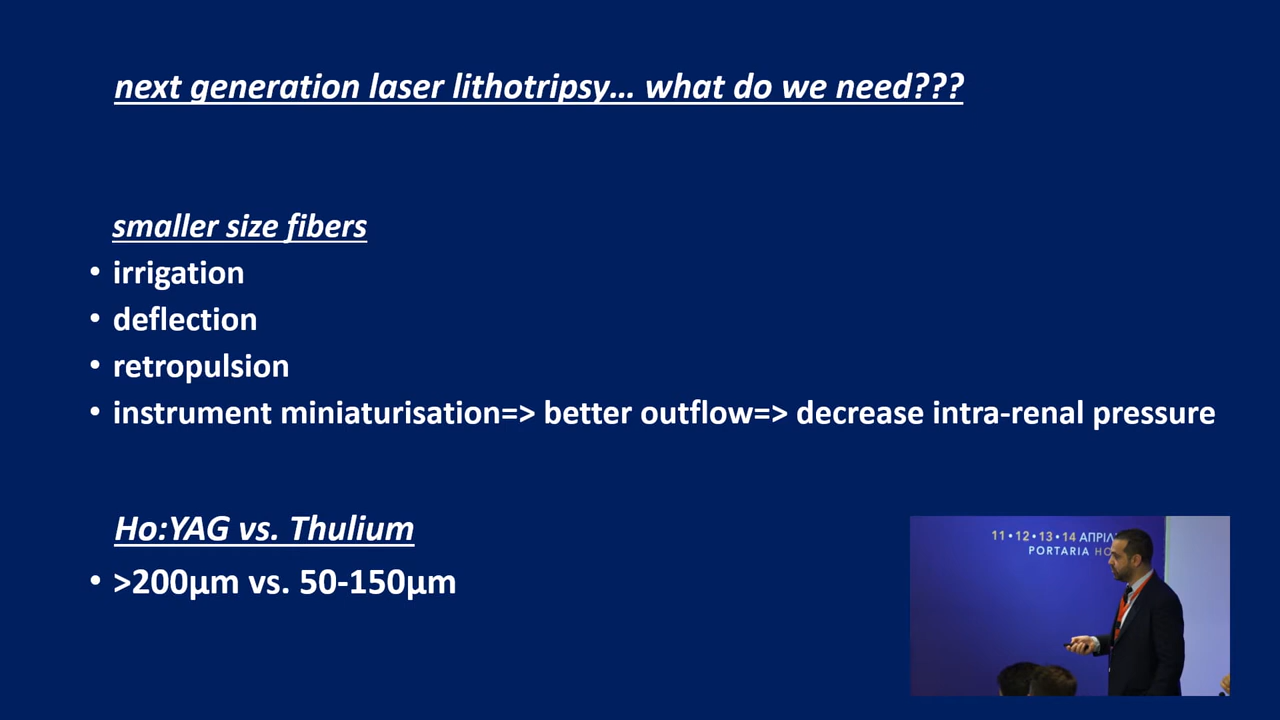 next generation laser lithotripsy... what do we need???
smaller size fibers
• irrigation
• deflection
• retropulsion
• instrument miniaturisation=> better outflow=> decrease intra-renal pressure
Ho:YAG vs. Thulium
• >200µm vs. 50-150µm
11•12•13•14
PORTARIA